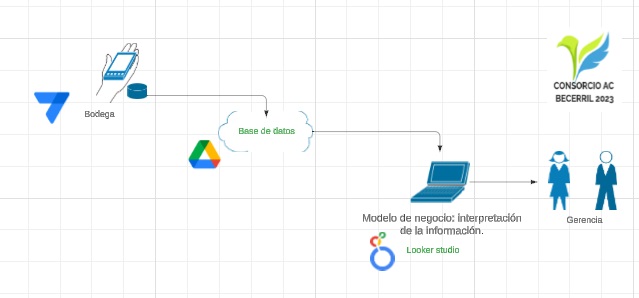 CONSORCIO AC
BECERRIL 2023
Bodega
Base de datos
Modelo de negocio: interpretación
de la información.
Gerencia
Looker studio